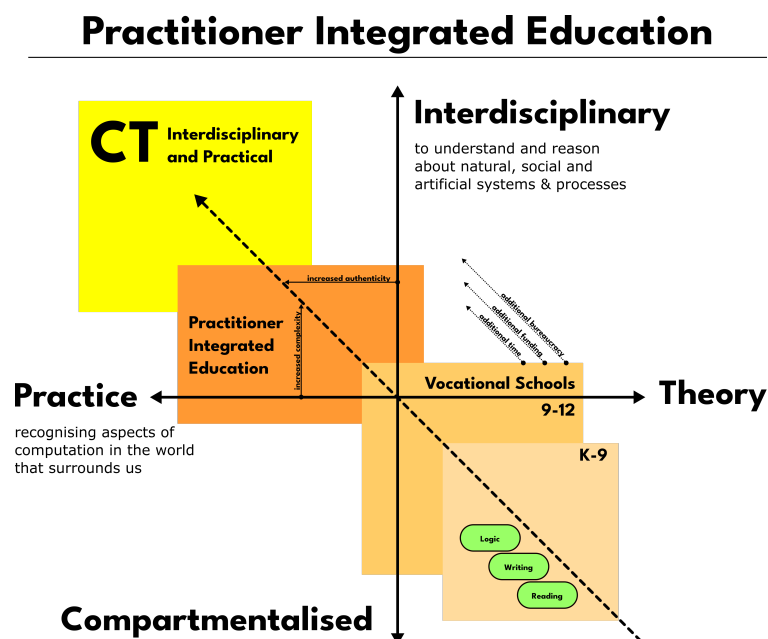 Practitioner Integrated Education
CT
Interdisciplinary
and Practical
Interdisciplinary
to understand and reason
about natural, social and
artificial systems & processes
increased authenticity
increased complexity
Practitioner
Integrated
Education
additional bureaucracy
additional funding
additional time
Vocational Schools
9-12
Practice
Theory
recognising aspects of
computation in the world
that surrounds us
K-9
Logic
Writing
Reading
Compartmentalised